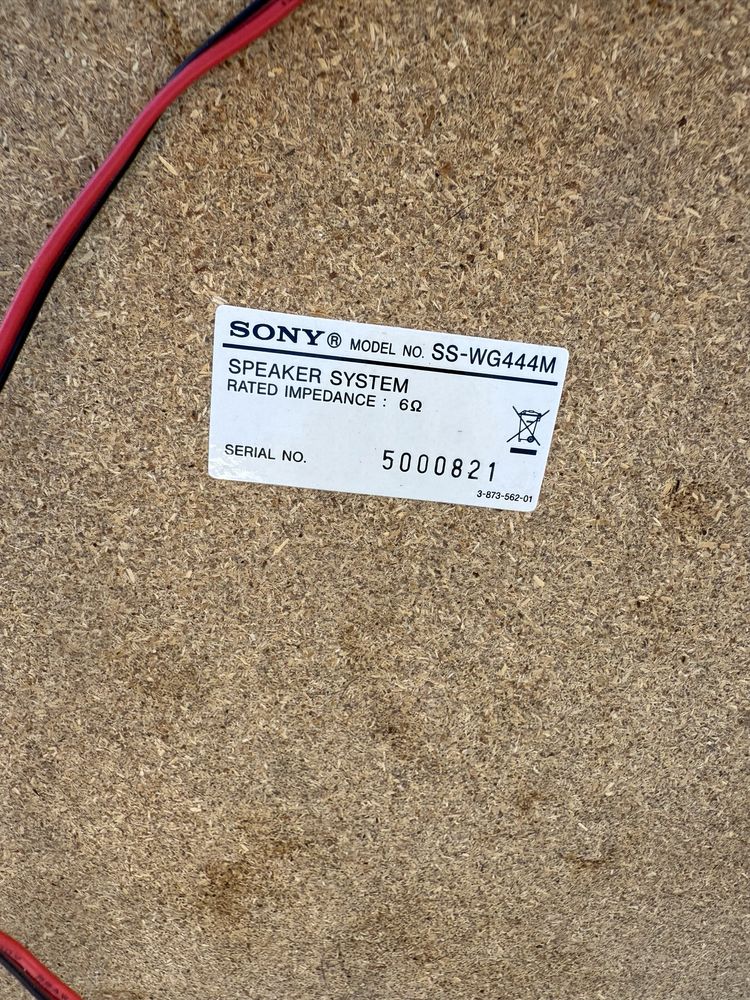 SONY® MODEL NO. SS-WG444M
SPEAKER SYSTEM
RATED IMPEDANCE : 6Ω
SERIAL NO. 5000821
3-873-562-01